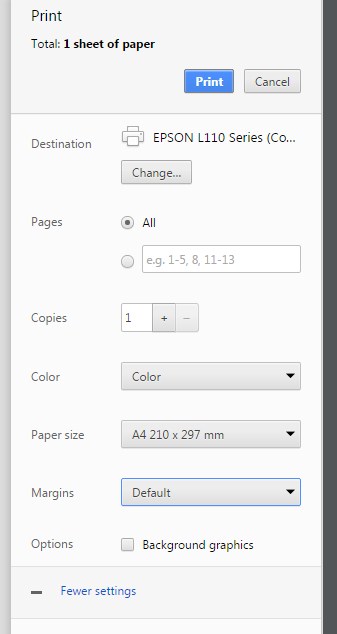 Print
Total: 1 sheet of paper
Print Cancel
Destination EPSON L110 Series (Co...
Change...
Pages All
e.g. 1-5, 8, 11-13
Copies 1 + −
Color Color
Paper size A4 210 x 297 mm
Margins Default
Options Background graphics
Fewer settings